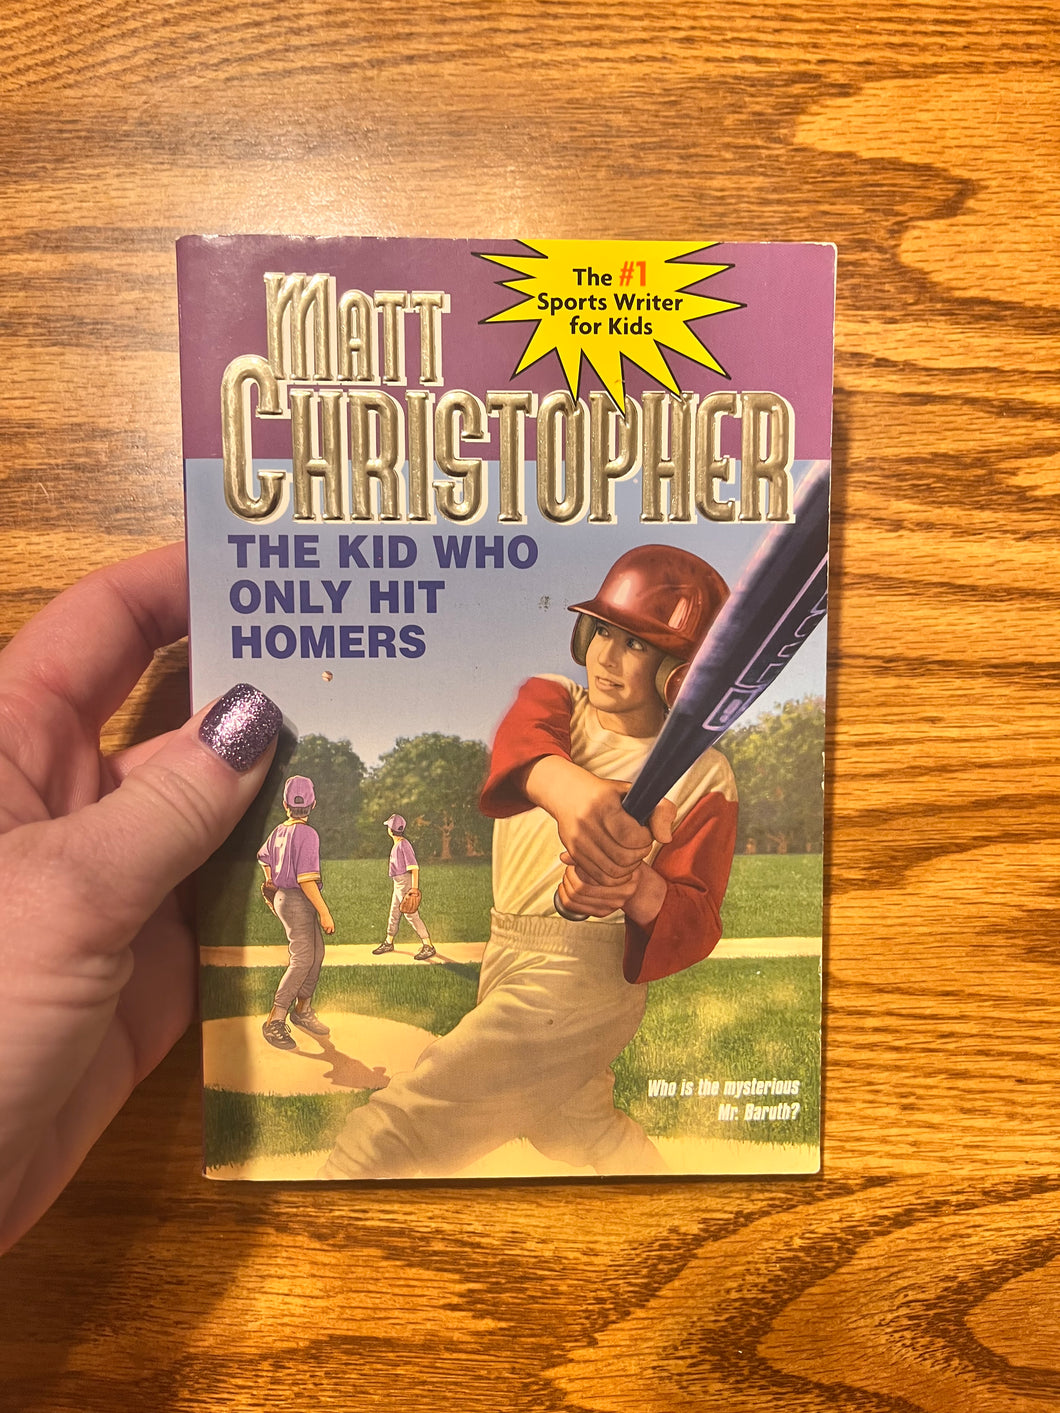 The #1
Sports Writer
for Kids
MATT
CHRISTOPHER
THE KID WHO
ONLY HIT
HOMERS
Who is the mysterious
Mr. Baruth?